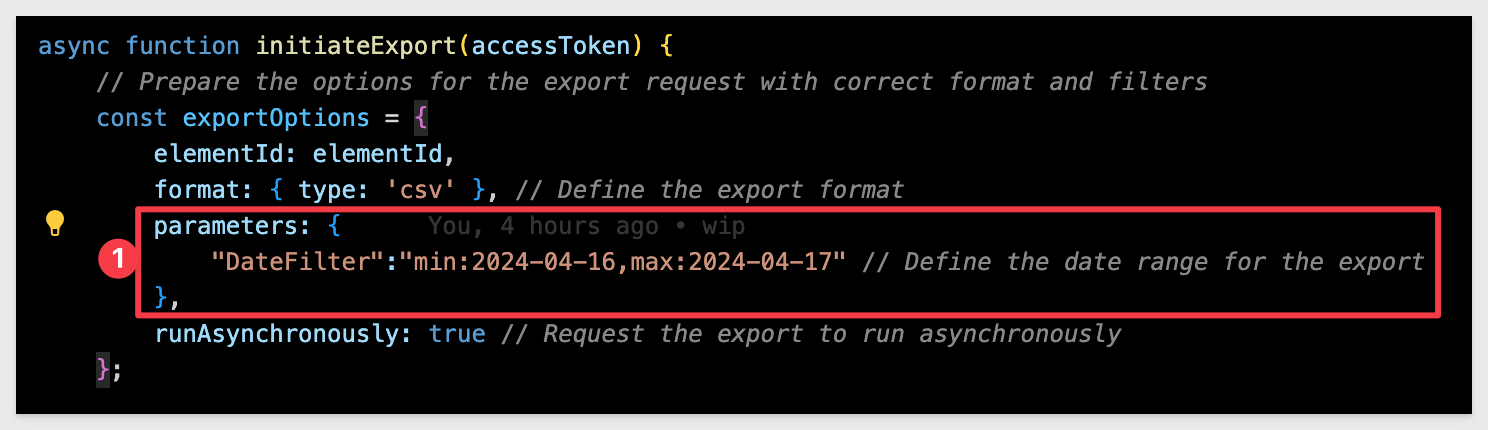 async function initiateExport(accessToken) {
// Prepare the options for the export request with correct format and filters
const exportOptions = {
elementId: elementId,
format: { type: 'csv' }, // Define the export format
parameters: { You, 4 hours ago • wip
1
"DateFilter":"min:2024-04-16,max:2024-04-17" // Define the date range for the export
},
runAsynchronously: true // Request the export to run asynchronously
};